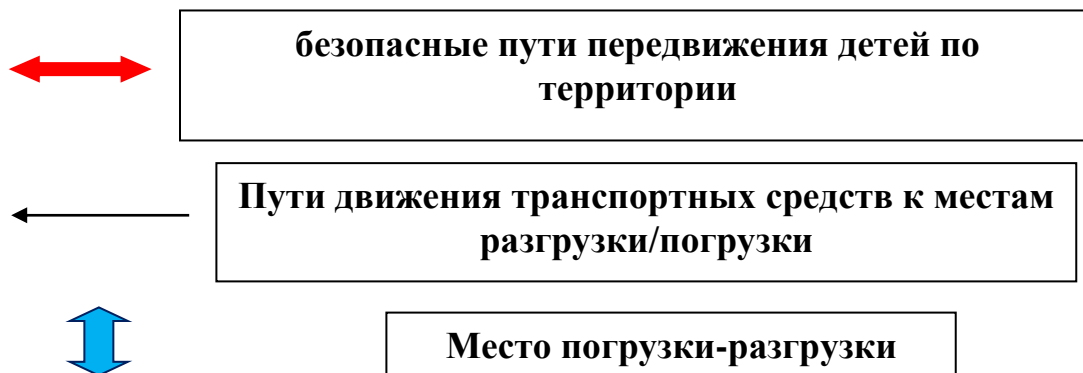 безопасные пути передвижения детей по
территории
Пути движения транспортных средств к местам
разгрузки/погрузки
Место погрузки-разгрузки